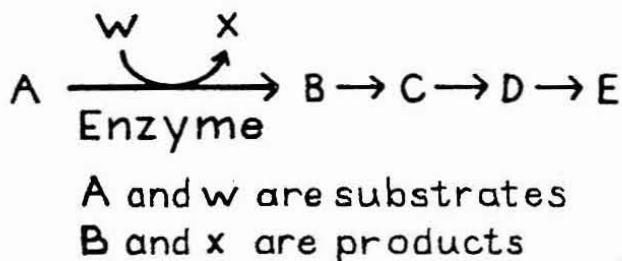 W X
A → B → C → D → E
Enzyme
A and W are substrates
B and X are products